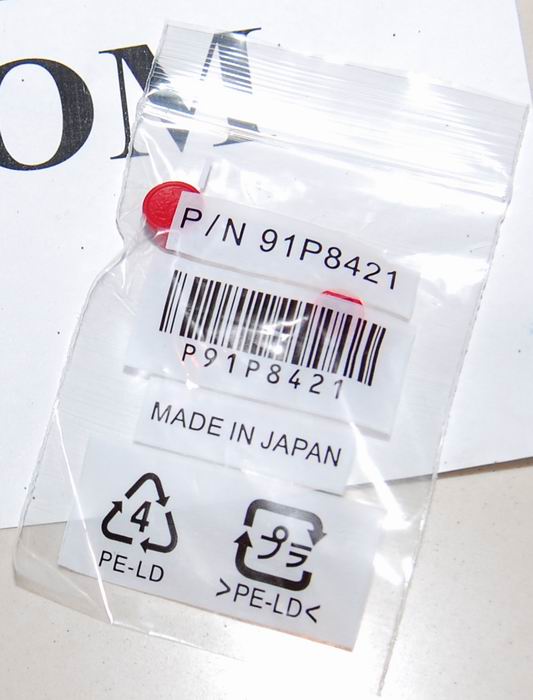 OM
P/N 91P8421
P91P8421
MADE IN JAPAN
4
PE-LD
プラ
>PE-LD<